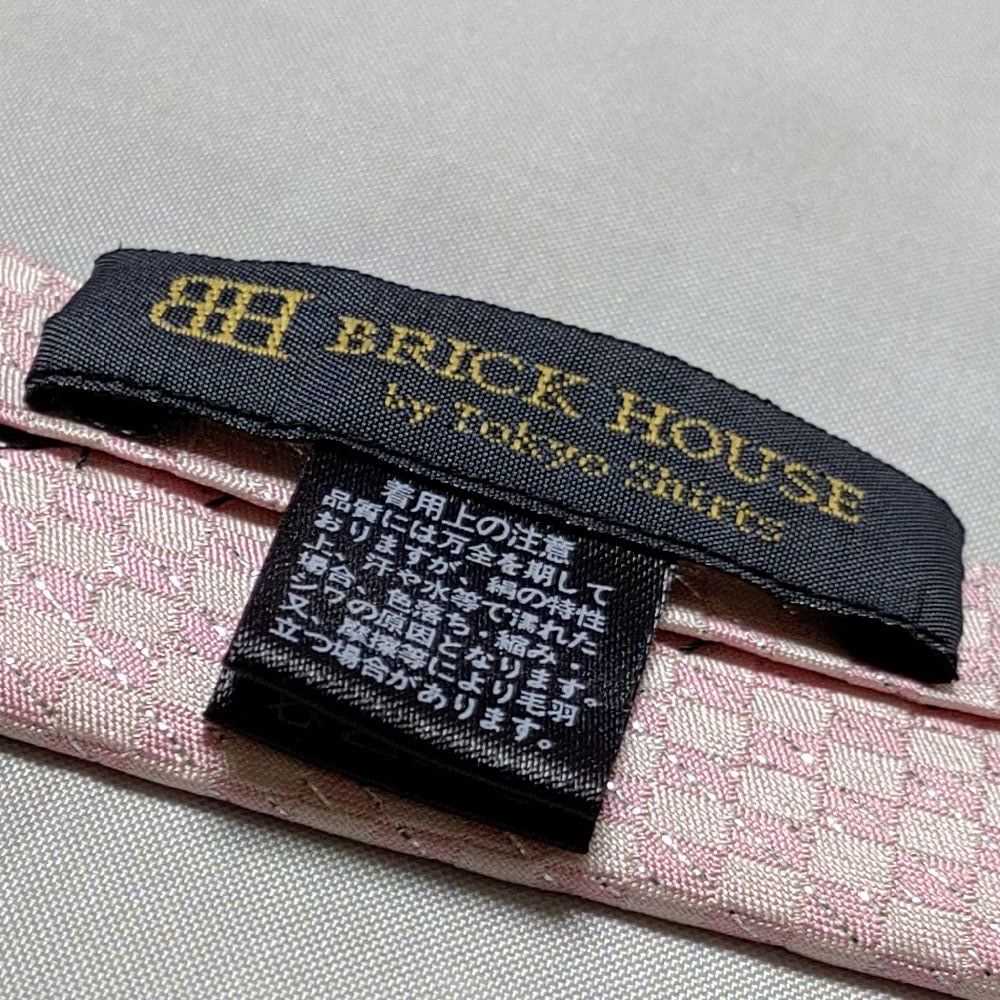 BH BRICK HOUSE
by Tokyo Shirts
着用上の注意
品質には万全を期して
おりますが、絹の特性
上、汗や水等で濡れた
場合、色落ち・縮み・
シワの原因となります。
又、摩擦等により毛羽
立つ場合があります。